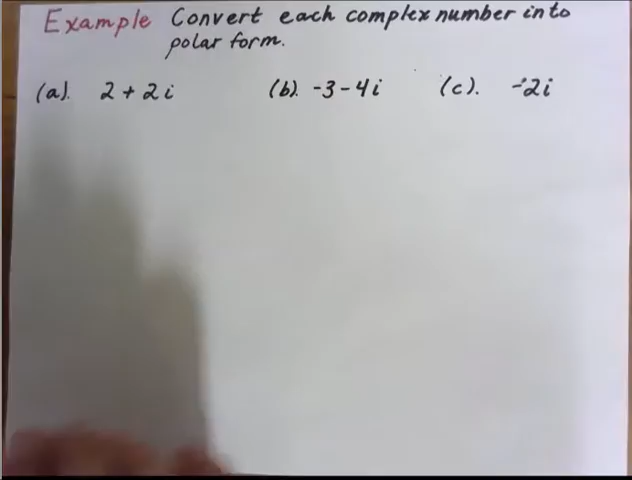 Example Convert each complex number into
polar form.
(a). 2 + 2i (b). -3 - 4i (c). -2i